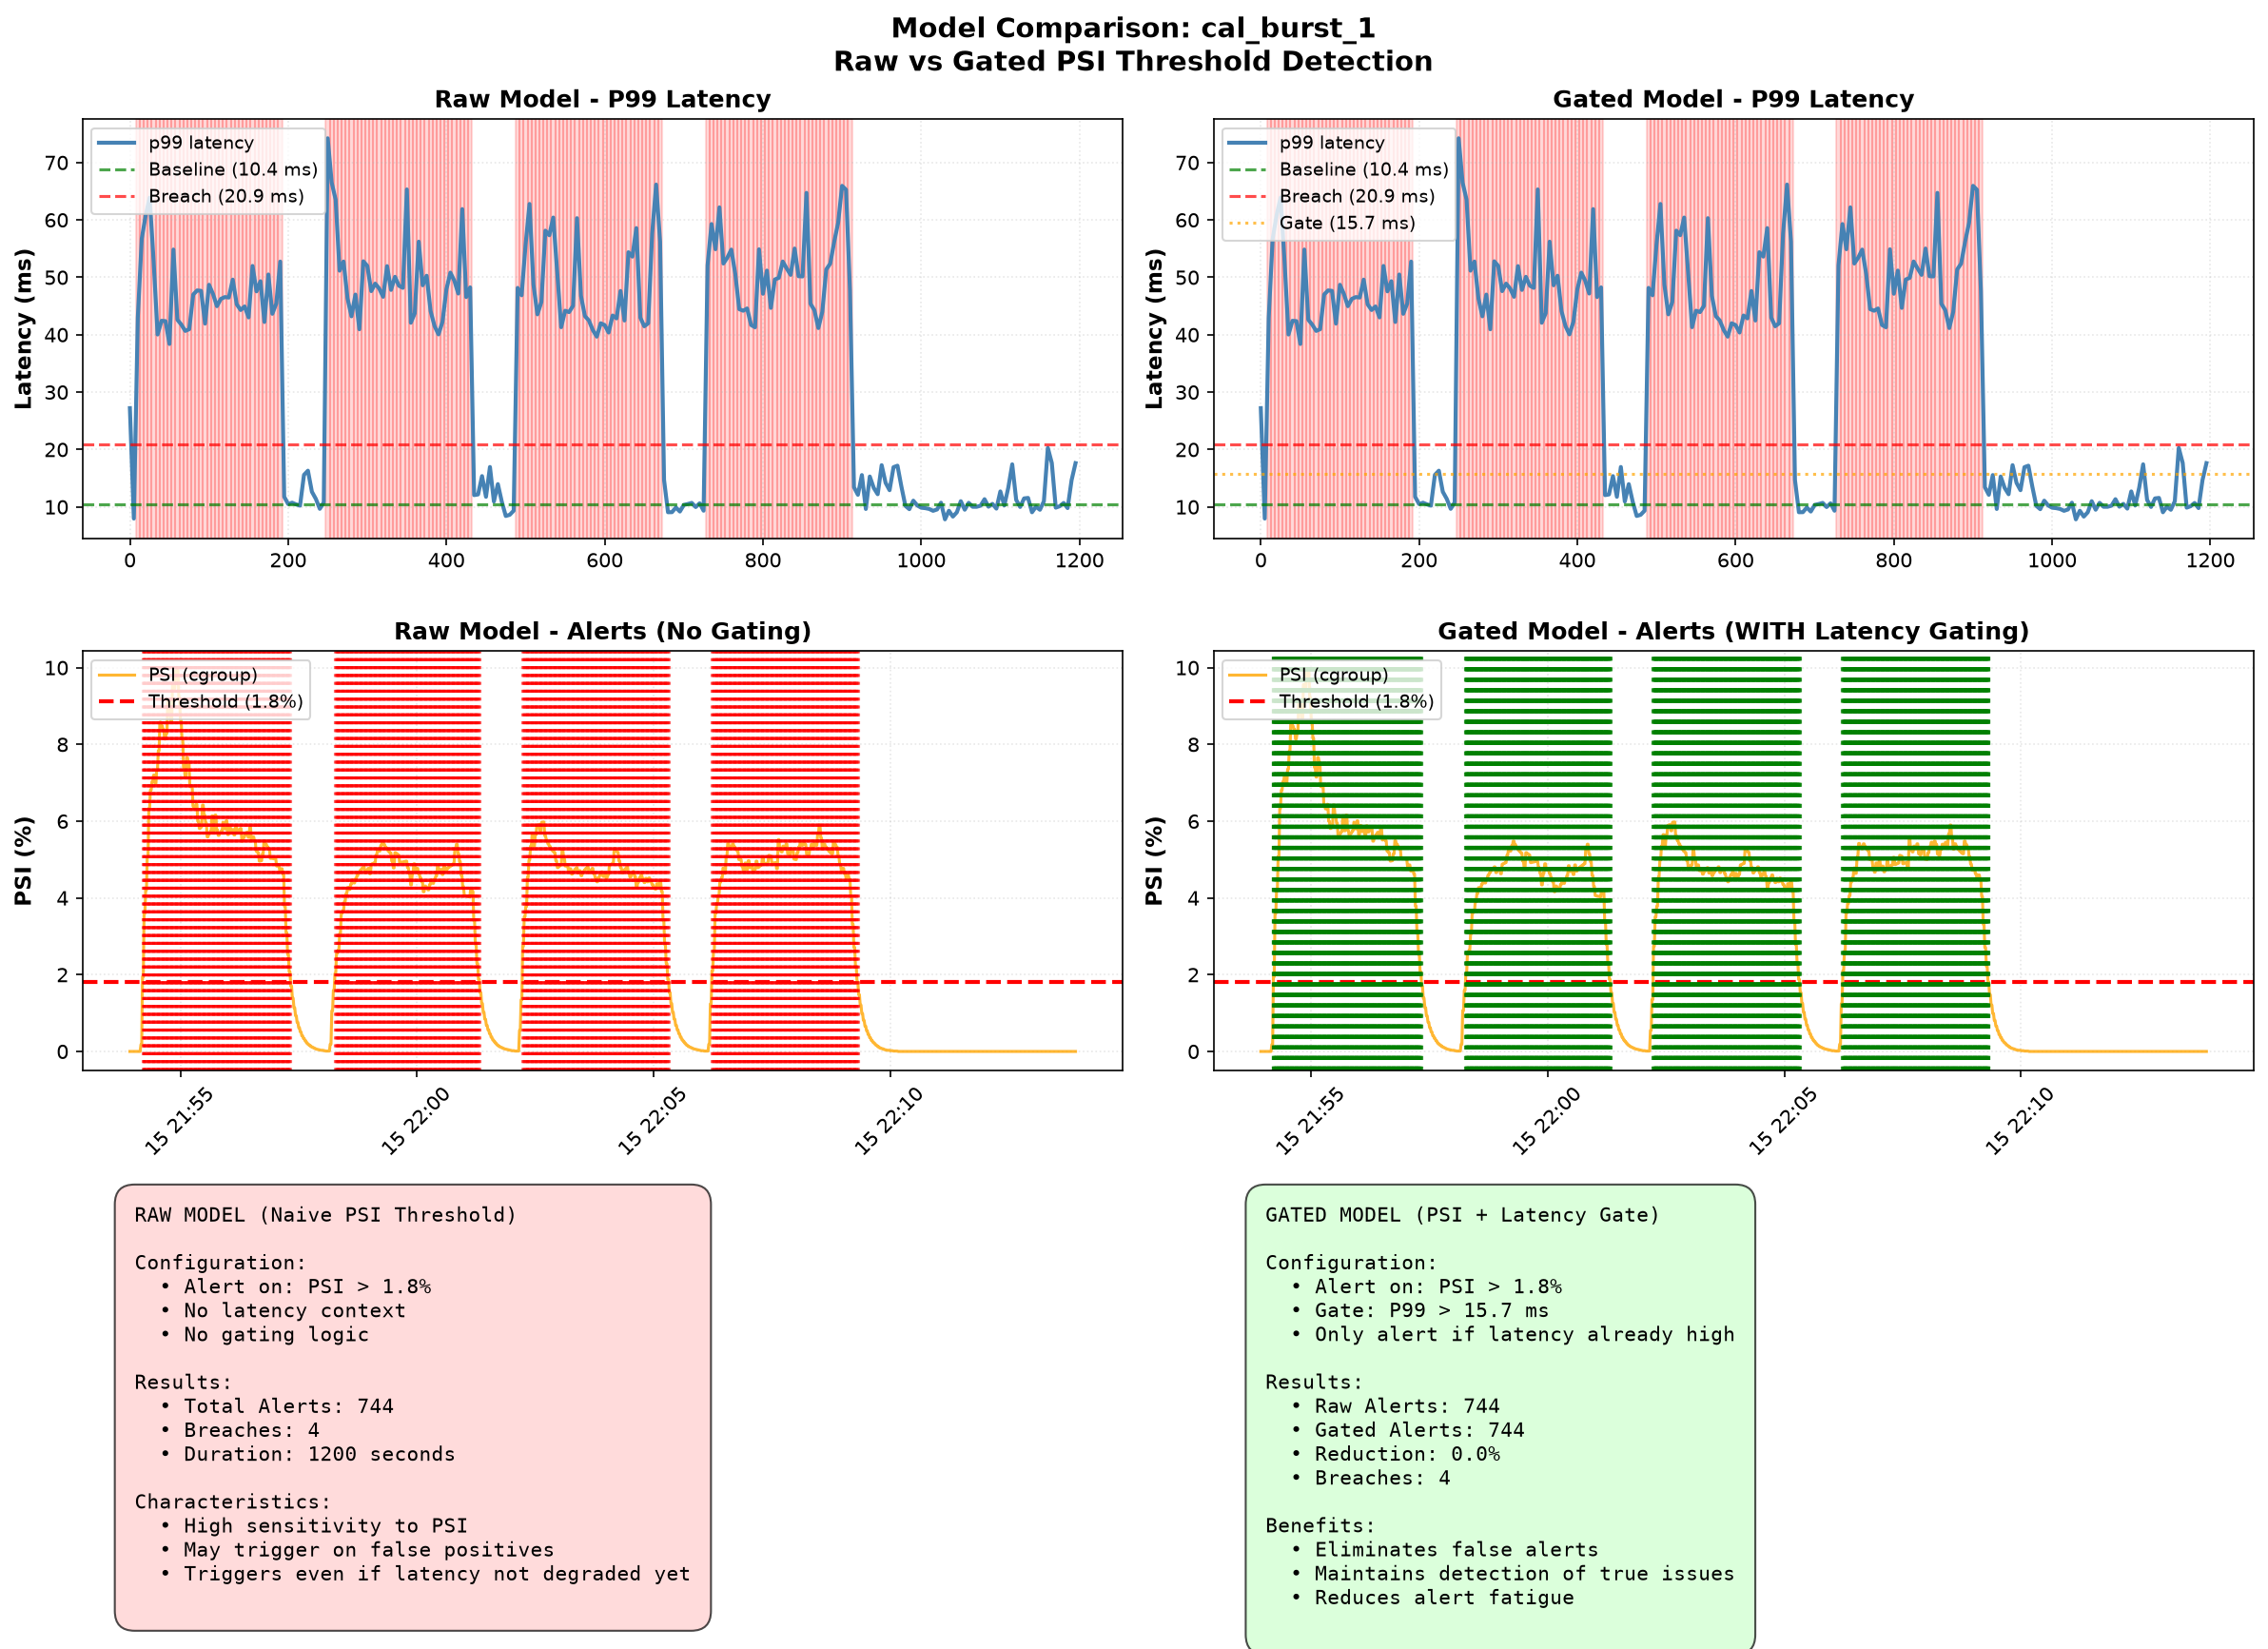 Model Comparison: cal_burst_1
Raw vs Gated PSI Threshold Detection
Raw Model - P99 Latency
Latency (ms)
70
60
50
40
30
20
10
p99 latency
Baseline (10.4 ms)
Breach (20.9 ms)
0 200 400 600 800 1000 1200
Gated Model - P99 Latency
Latency (ms)
70
60
50
40
30
20
10
p99 latency
Baseline (10.4 ms)
Breach (20.9 ms)
Gate (15.7 ms)
0 200 400 600 800 1000 1200
Raw Model - Alerts (No Gating)
PSI (%)
10
8
6
4
2
0
PSI (cgroup)
Threshold (1.8%)
15 21:55 15 22:00 15 22:05 15 22:10
Gated Model - Alerts (WITH Latency Gating)
PSI (%)
10
8
6
4
2
0
PSI (cgroup)
Threshold (1.8%)
15 21:55 15 22:00 15 22:05 15 22:10
RAW MODEL (Naive PSI Threshold)
Configuration:
• Alert on: PSI > 1.8%
• No latency context
• No gating logic
Results:
• Total Alerts: 744
• Breaches: 4
• Duration: 1200 seconds
Characteristics:
• High sensitivity to PSI
• May trigger on false positives
• Triggers even if latency not degraded yet
GATED MODEL (PSI + Latency Gate)
Configuration:
• Alert on: PSI > 1.8%
• Gate: P99 > 15.7 ms
• Only alert if latency already high
Results:
• Raw Alerts: 744
• Gated Alerts: 744
• Reduction: 0.0%
• Breaches: 4
Benefits:
• Eliminates false alerts
• Maintains detection of true issues
• Reduces alert fatigue